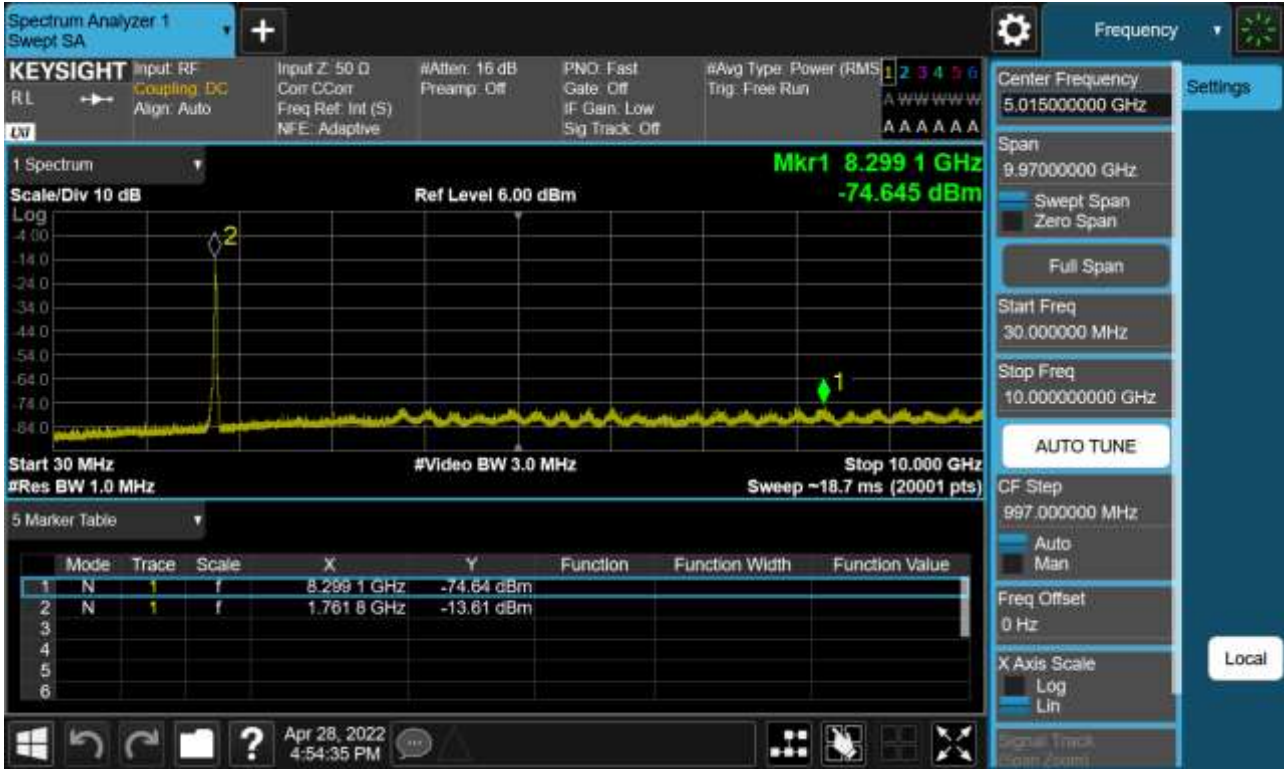 Spectrum Analyzer 1
Swept SA
+
Frequency
KEYSIGHT
RL
LXI
Input: RF
Coupling: DC
Align: Auto
Input Z: 50 Ω
Corr CCorr
Freq Ref: Int (S)
NFE: Adaptive
#Atten: 16 dB
Preamp: Off
PNO: Fast
Gate: Off
IF Gain: Low
Sig Track: Off
#Avg Type: Power (RMS
Trig: Free Run
1 2 3 4 5 6
A W W W W W
A A A A A A
1 Spectrum
Scale/Div 10 dB
Ref Level 6.00 dBm
Mkr1 8.299 1 GHz
-74.645 dBm
Log
-4.00
-14.0
-24.0
-34.0
-44.0
-54.0
-64.0
-74.0
-84.0
2
1
Start 30 MHz
#Video BW 3.0 MHz
Stop 10.000 GHz
#Res BW 1.0 MHz
Sweep ~18.7 ms (20001 pts)
5 Marker Table
Mode Trace Scale X Y Function Function Width Function Value
1 N 1 f 8.299 1 GHz -74.64 dBm
2 N 1 f 1.761 8 GHz -13.61 dBm
3
4
5
6
?
Apr 28, 2022
4:54:35 PM
Center Frequency
5.015000000 GHz
Settings
Span
9.97000000 GHz
Swept Span
Zero Span
Full Span
Start Freq
30.000000 MHz
Stop Freq
10.000000000 GHz
AUTO TUNE
CF Step
997.000000 MHz
Auto
Man
Freq Offset
0 Hz
X Axis Scale
Log
Lin
Signal Track
(Span Zoom)
Local